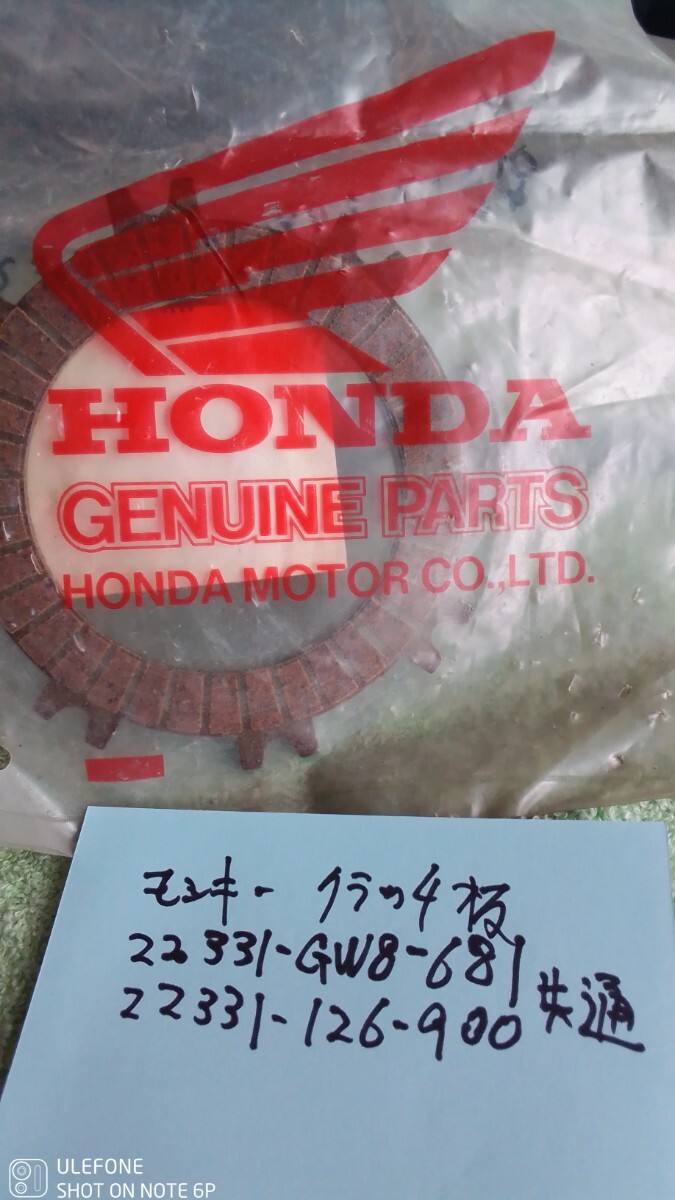 HONDA
GENUINE PARTS
HONDA MOTOR CO.,LTD.
モンキー クラッチ板
22331-GW8-681
22331-126-900 共通
ULEFONE
SHOT ON NOTE 6P